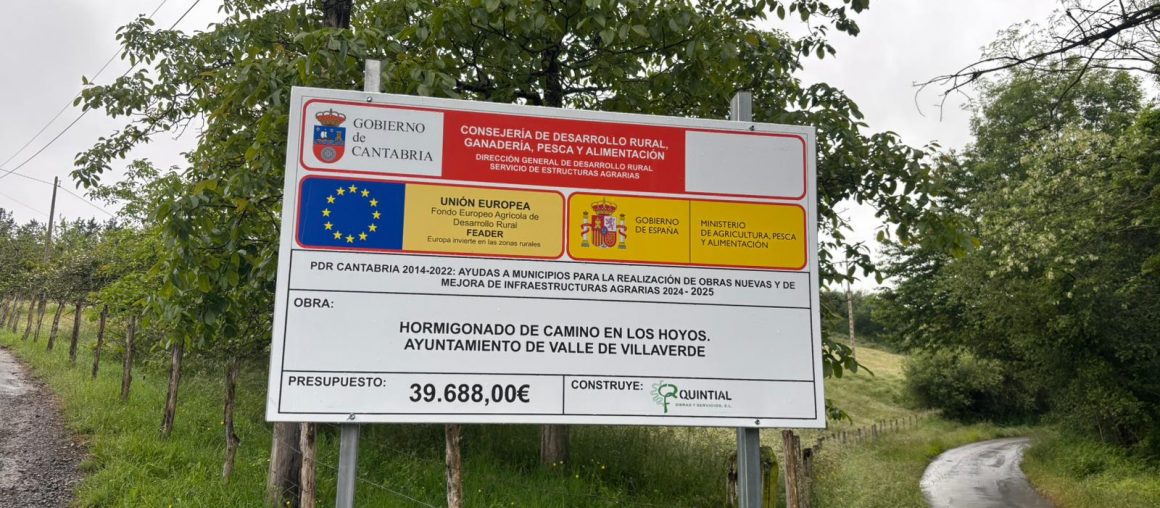 GOBIERNO
de
CANTABRIA
CONSEJERÍA DE DESARROLLO RURAL,
GANADERÍA, PESCA Y ALIMENTACIÓN
DIRECCIÓN GENERAL DE DESARROLLO RURAL
SERVICIO DE ESTRUCTURAS AGRARIAS
UNIÓN EUROPEA
Fondo Europeo Agrícola de
Desarrollo Rural
FEADER
Europa invierte en las zonas rurales
GOBIERNO
DE ESPAÑA
MINISTERIO
DE AGRICULTURA, PESCA
Y ALIMENTACIÓN
PDR CANTABRIA 2014-2022: AYUDAS A MUNICIPIOS PARA LA REALIZACIÓN DE OBRAS NUEVAS Y DE
MEJORA DE INFRAESTRUCTURAS AGRARIAS 2024 - 2025
OBRA:
HORMIGONADO DE CAMINO EN LOS HOYOS.
AYUNTAMIENTO DE VALLE DE VILLAVERDE
PRESUPUESTO:
39.688,00€
CONSTRUYE:
QUINTIAL
OBRAS Y SERVICIOS, S.L.